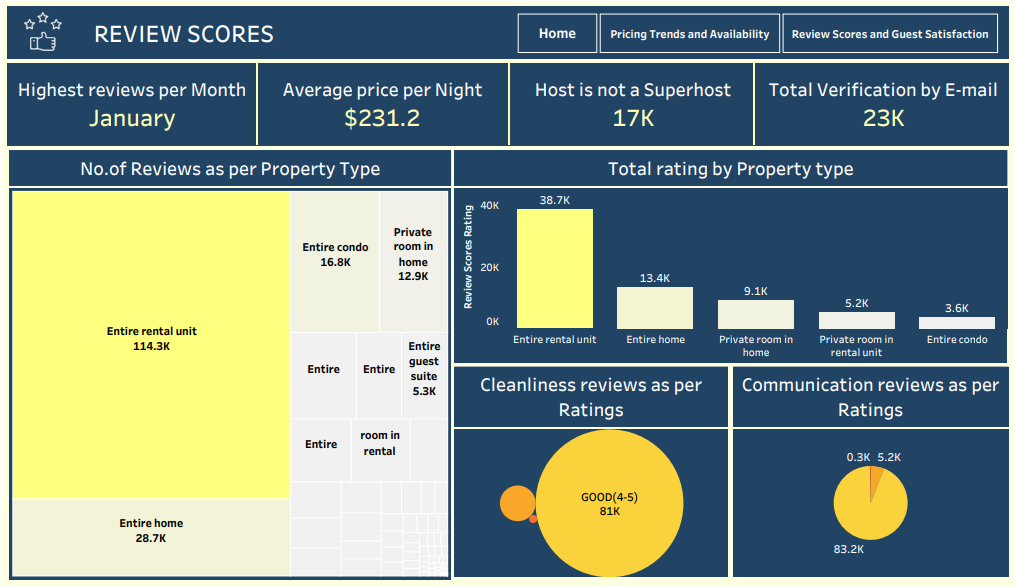 REVIEW SCORES
Home
Pricing Trends and Availability
Review Scores and Guest Satisfaction
Highest reviews per Month
January
Average price per Night
$231.2
Host is not a Superhost
17K
Total Verification by E-mail
23K
No.of Reviews as per Property Type
Entire rental unit
114.3K
Entire home
28.7K
Entire condo
16.8K
Private
room in
home
12.9K
Entire
Entire
Entire
guest
suite
5.3K
Entire
room in
rental
Total rating by Property type
Review Scores Rating
40K
20K
0K
38.7K
13.4K
9.1K
5.2K
3.6K
Entire rental unit
Entire home
Private room in
home
Private room in
rental unit
Entire condo
Cleanliness reviews as per
Ratings
GOOD(4-5)
81K
Communication reviews as per
Ratings
0.3K
5.2K
83.2K